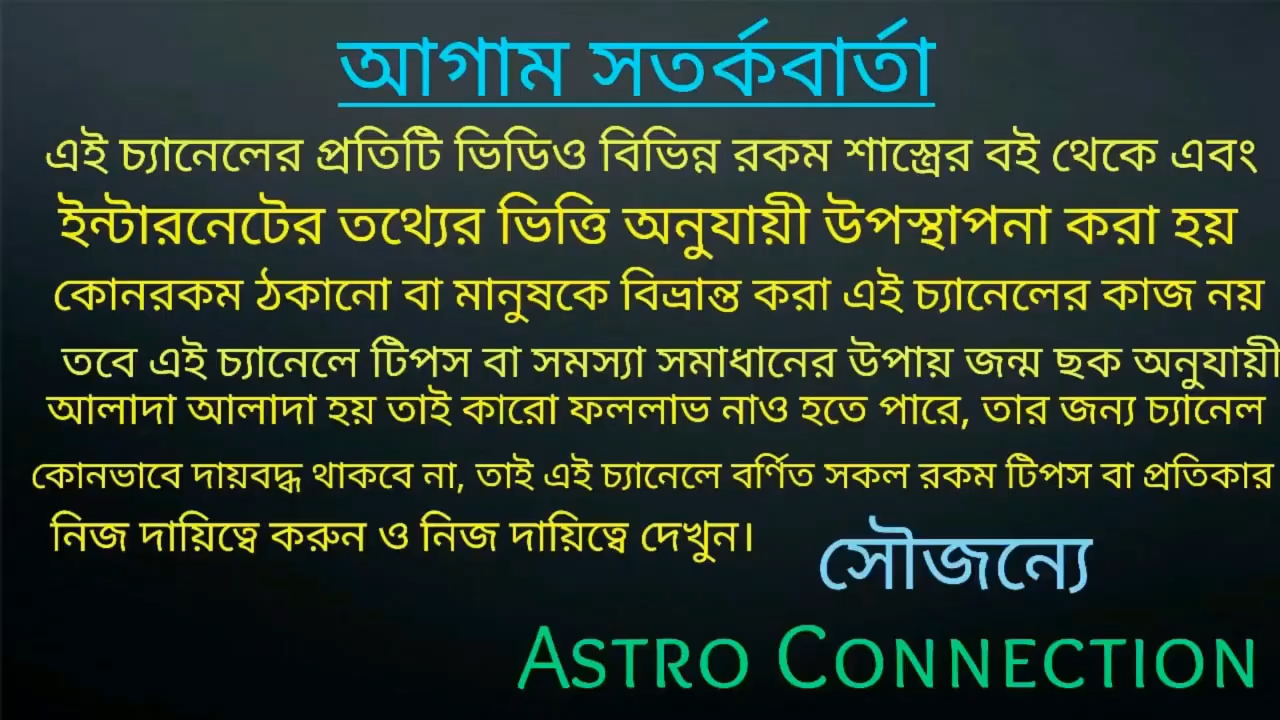 আগাম সতর্কবার্তা
এই চ্যানেলের প্রতিটি ভিডিও বিভিন্ন রকম শাস্ত্রের বই থেকে এবং
ইন্টারনেটের তথ্যের ভিত্তি অনুযায়ী উপস্থাপনা করা হয়
কোনরকম ঠকানো বা মানুষকে বিভ্রান্ত করা এই চ্যানেলের কাজ নয়
তবে এই চ্যানেলে টিপস বা সমস্যা সমাধানের উপায় জন্ম ছক অনুযায়ী
আলাদা আলাদা হয় তাই কারো ফললাভ নাও হতে পারে, তার জন্য চ্যানেল
কোনভাবে দায়বদ্ধ থাকবে না, তাই এই চ্যানেলে বর্ণিত সকল রকম টিপস বা প্রতিকার
নিজ দায়িত্বে করুন ও নিজ দায়িত্বে দেখুন।
সৌজন্যে
ASTRO CONNECTION